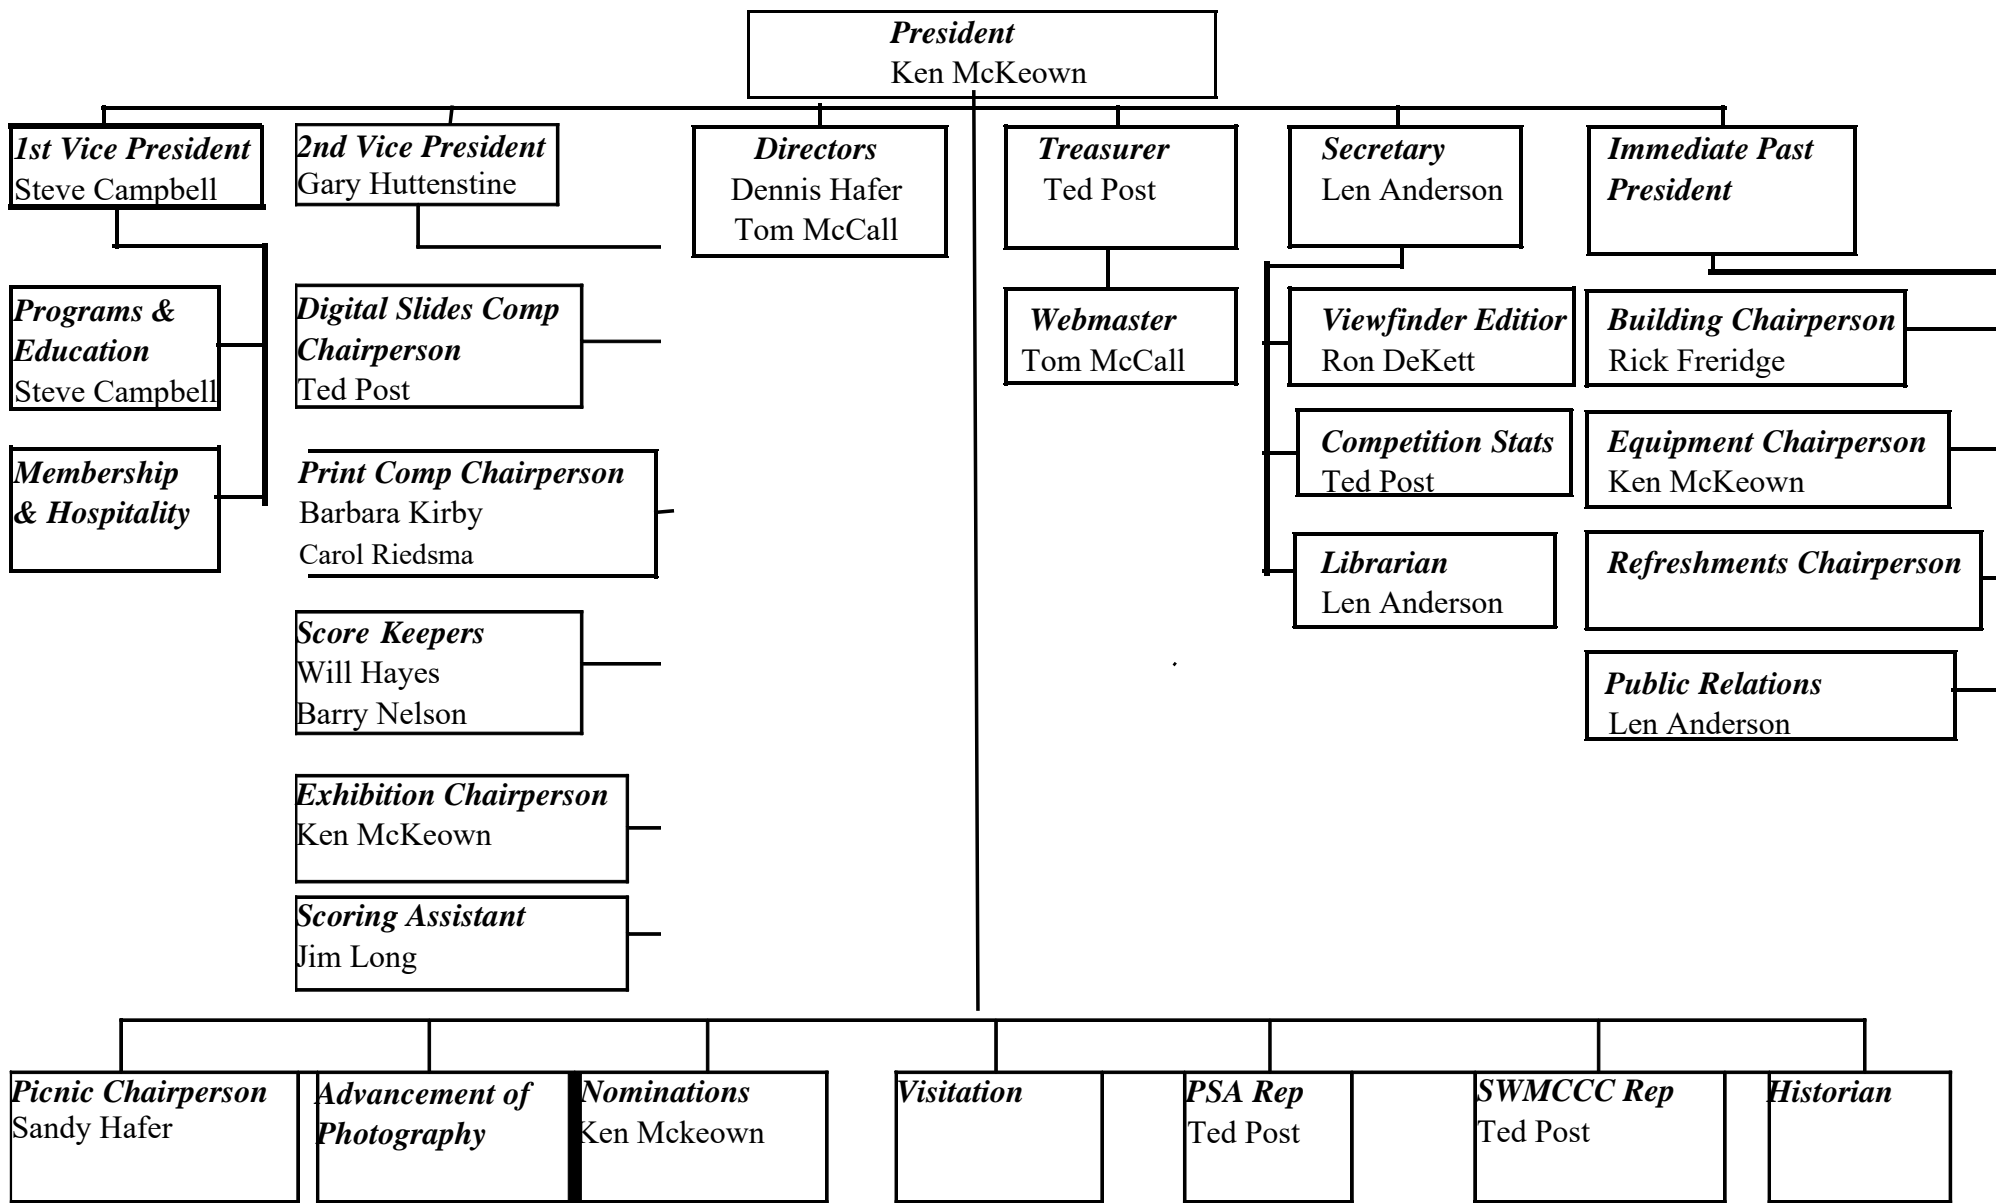 President
Ken McKeown
1st Vice President
Steve Campbell
2nd Vice President
Gary Huttenstine
Directors
Dennis Hafer
Tom McCall
Treasurer
Ted Post
Secretary
Len Anderson
Immediate Past
President
Programs &
Education
Steve Campbell
Membership
& Hospitality
Digital Slides Comp
Chairperson
Ted Post
Print Comp Chairperson
Barbara Kirby
Carol Riedsma
Score Keepers
Will Hayes
Barry Nelson
Exhibition Chairperson
Ken McKeown
Scoring Assistant
Jim Long
Webmaster
Tom McCall
Viewfinder Editior
Ron DeKett
Competition Stats
Ted Post
Librarian
Len Anderson
Building Chairperson
Rick Freridge
Equipment Chairperson
Ken McKeown
Refreshments Chairperson
Public Relations
Len Anderson
Picnic Chairperson
Sandy Hafer
Advancement of
Photography
Nominations
Ken Mckeown
Visitation
PSA Rep
Ted Post
SWMCCC Rep
Ted Post
Historian